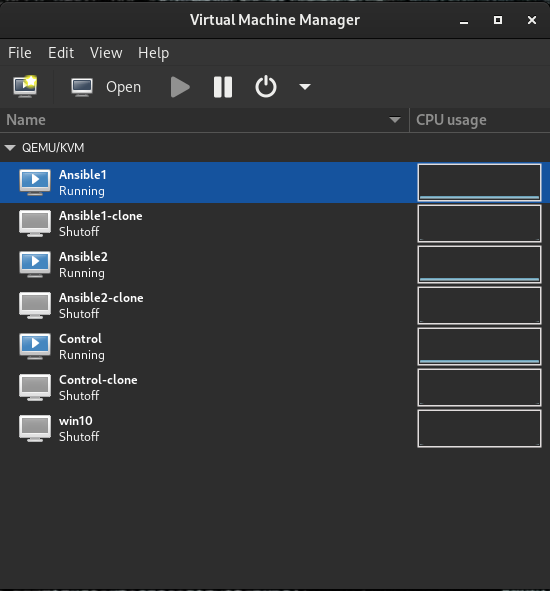 Virtual Machine Manager
File Edit View Help
Open
Name CPU usage
QEMU/KVM
Ansible1
Running
Ansible1-clone
Shutoff
Ansible2
Running
Ansible2-clone
Shutoff
Control
Running
Control-clone
Shutoff
win10
Shutoff